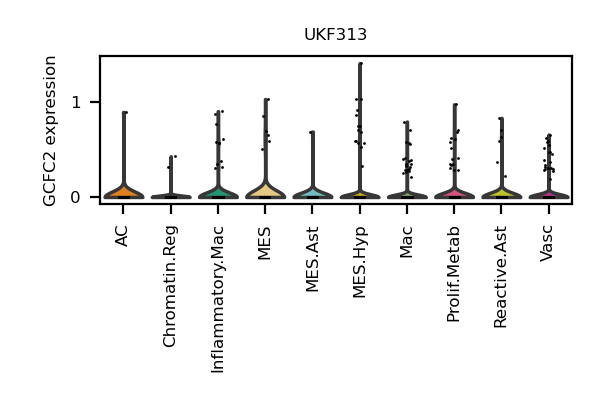 UKF313
GCFC2 expression
1
0
AC
Chromatin.Reg
Inflammatory.Mac
MES
MES.Ast
MES.Hyp
Mac
Prolif.Metab
Reactive.Ast
Vasc